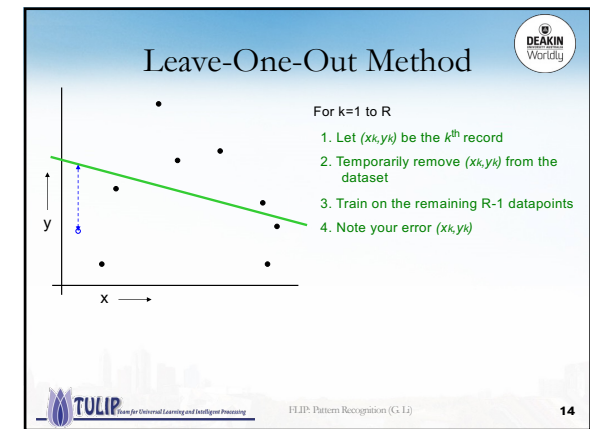 DEAKIN
UNIVERSITY AUSTRALIA
Worldly
Leave-One-Out Method
For k=1 to R
1. Let (xk,yk) be the kth record
2. Temporarily remove (xk,yk) from the
dataset
3. Train on the remaining R-1 datapoints
4. Note your error (xk,yk)
y
x
TULIP Team for Universal Learning and Intelligent Processing
FLIP: Pattern Recognition (G. Li)
14